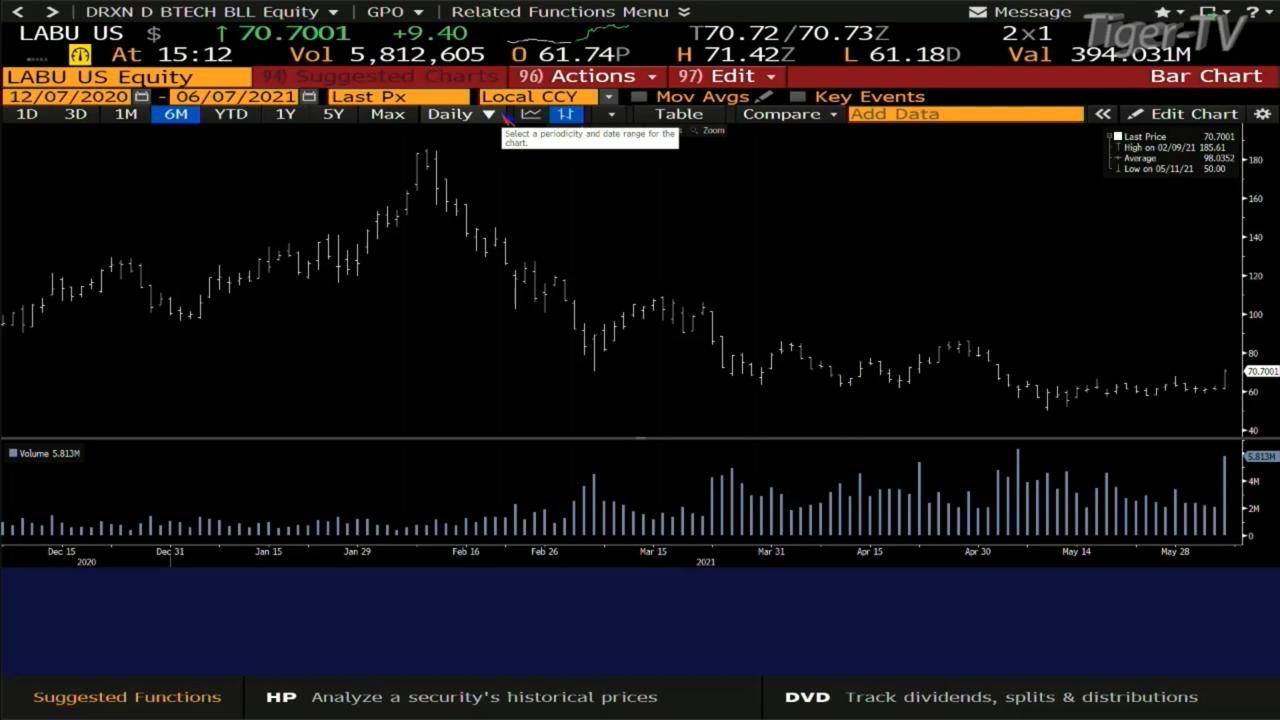 < > DRXN D BTECH BLL Equity GPO Related Functions Menu Message ?
Tiger-TV
LABU US $ ↑ 70.7001 +9.40 T70.72/70.73Z 2×1
At 15:12 Vol 5,812,605 O 61.74P H 71.42Z L 61.18D Val 394.031M
LABU US Equity 94) Suggested Charts 96) Actions 97) Edit Bar Chart
12/07/2020 - 06/07/2021 Last Px Local CCY Mov Avgs Key Events
1D 3D 1M 6M YTD 1Y 5Y Max Daily ▼ Table Compare Add Data « Edit Chart
Select a periodicity and date range for the
chart.
Zoom
Last Price 70.7001
High on 02/09/21 185.61
Average 98.0352
Low on 05/11/21 50.00
180
160
140
120
100
80
70.7001
60
40
Volume 5.813M
5.813M
4M
2M
0
Dec 15 Dec 31 Jan 15 Jan 29 Feb 16 Feb 26 Mar 15 Mar 31 Apr 15 Apr 30 May 14 May 28
2020 2021
Suggested Functions HP Analyze a security's historical prices DVD Track dividends, splits & distributions